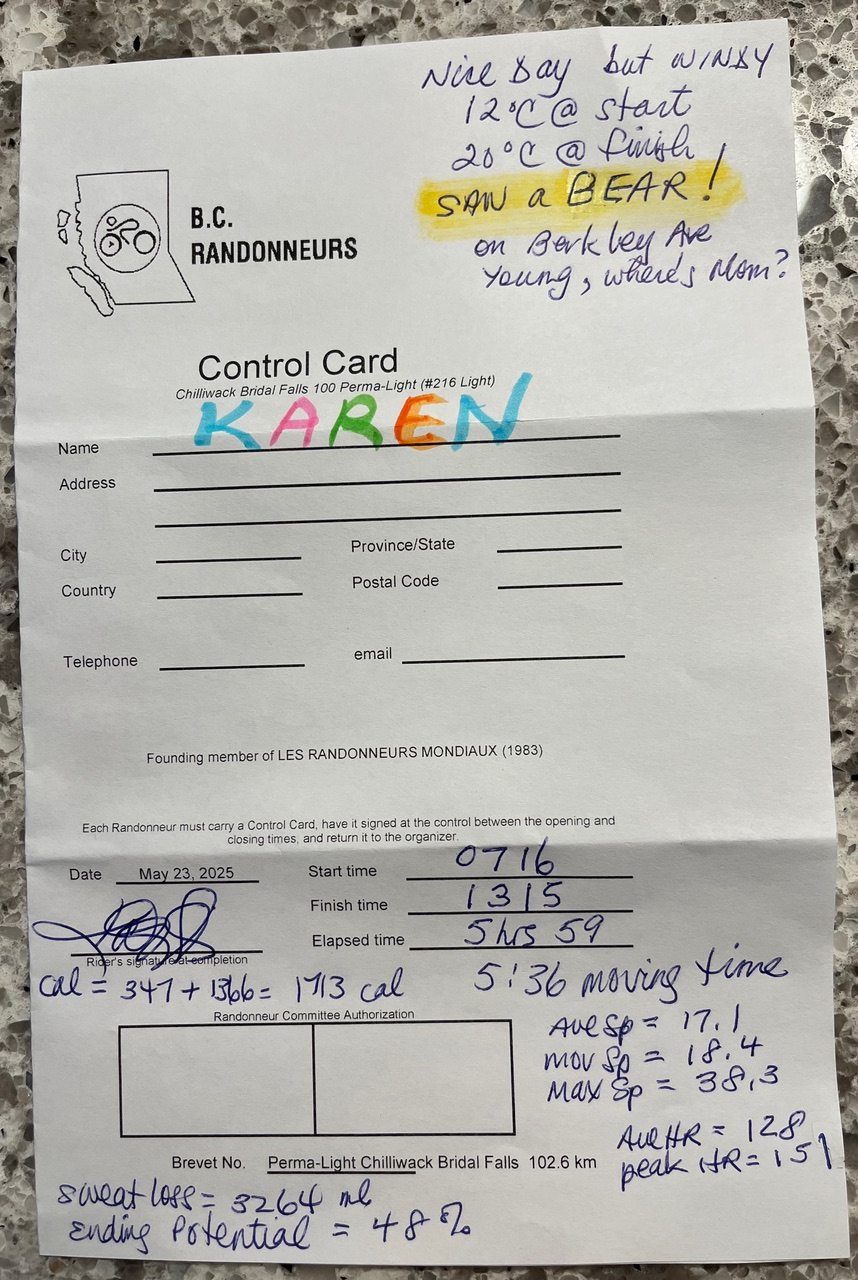 Nice Day but WINDY
12°C @ start
20°C @ finish
SAW a BEAR!
on Berkley Ave
Young, where's Mom?
B.C.
RANDONNEURS
Control Card
Chilliwack Bridal Falls 100 Perma-Light (#216 Light)
Name KAREN
Address
City Province/State
Country Postal Code
Telephone email
Founding member of LES RANDONNEURS MONDIAUX (1983)
Each Randonneur must carry a Control Card, have it signed at the control between the opening and
closing times, and return it to the organizer.
Date May 23, 2025 Start time 0716
Finish time 1315
Elapsed time 5 hrs 59
Rider's signature at completion
cal = 347 + 1366 = 1713 cal 5:36 moving time
Randonneur Committee Authorization
Ave Sp = 17.1
mov Sp = 18.4
Max Sp = 38.3
Ave HR = 128
peak HR = 151
Brevet No. Perma-Light Chilliwack Bridal Falls 102.6 km
sweat loss = 3264 ml
Ending Potential = 48%